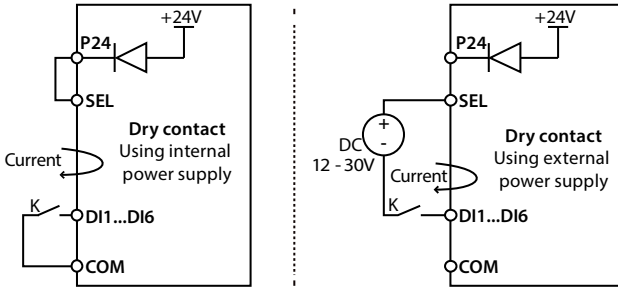 +24V
P24
SEL
Dry contact
Using internal
power supply
Current
K
DI1...DI6
COM
+24V
P24
SEL
+
-
DC
12 - 30V
Dry contact
Using external
power supply
Current
K
DI1...DI6
COM